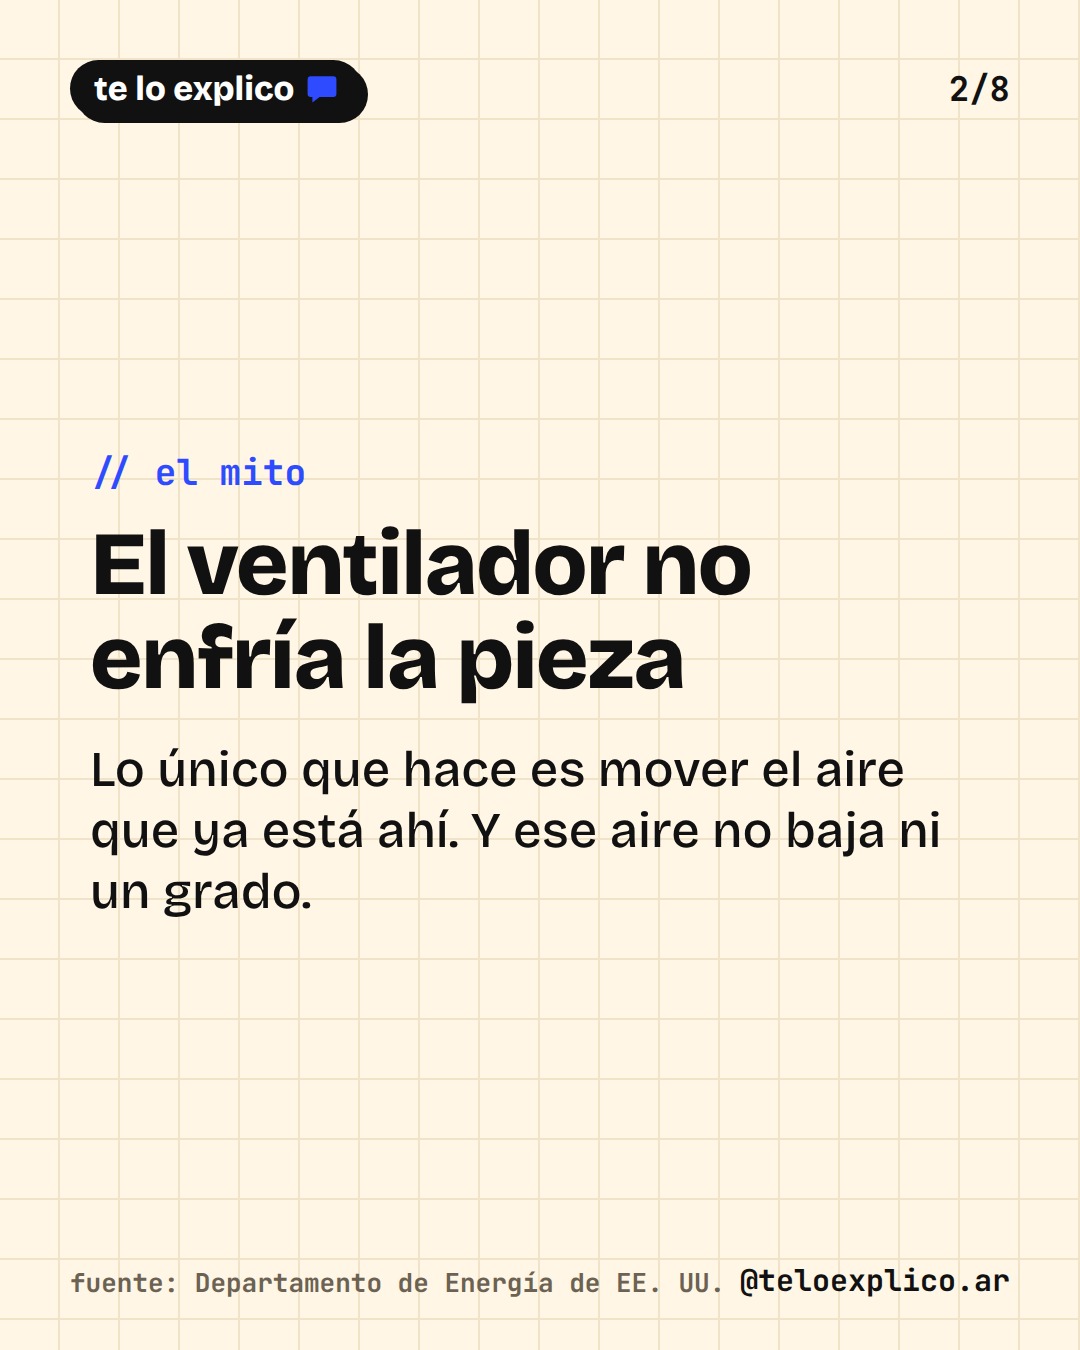 te lo explico
2/8
// el mito
El ventilador no
enfría la pieza
Lo único que hace es mover el aire
que ya está ahí. Y ese aire no baja ni
un grado.
fuente: Departamento de Energía de EE. UU. @teloexplico.ar